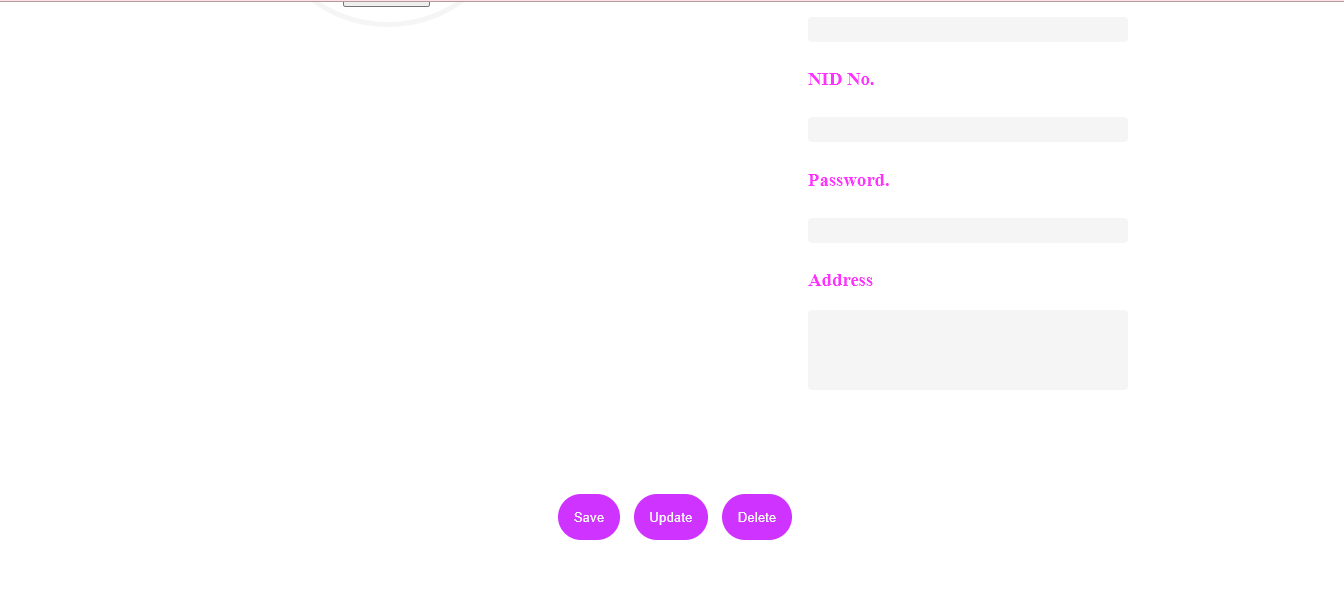 NID No.
Password.
Address
Save Update Delete